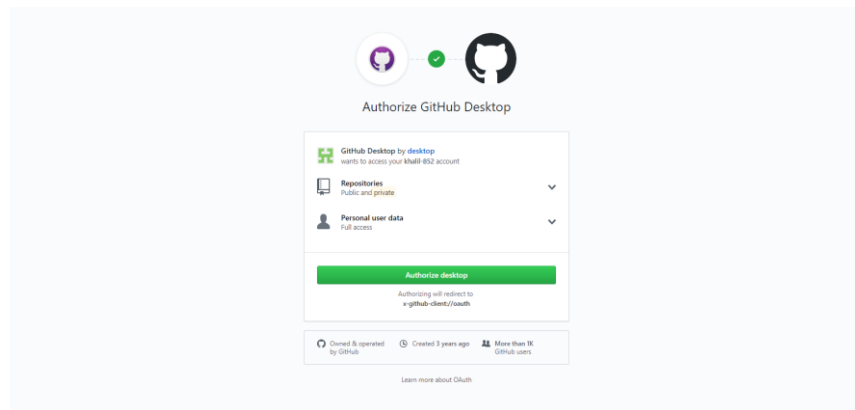 Authorize GitHub Desktop
GitHub Desktop by desktop
wants to access your khalil-852 account
Repositories
Public and private
Personal user data
Full access
Authorize desktop
Authorizing will redirect to
x-github-client://oauth
Owned & operated
by GitHub
Created 3 years ago
More than 1K
GitHub users
Learn more about OAuth